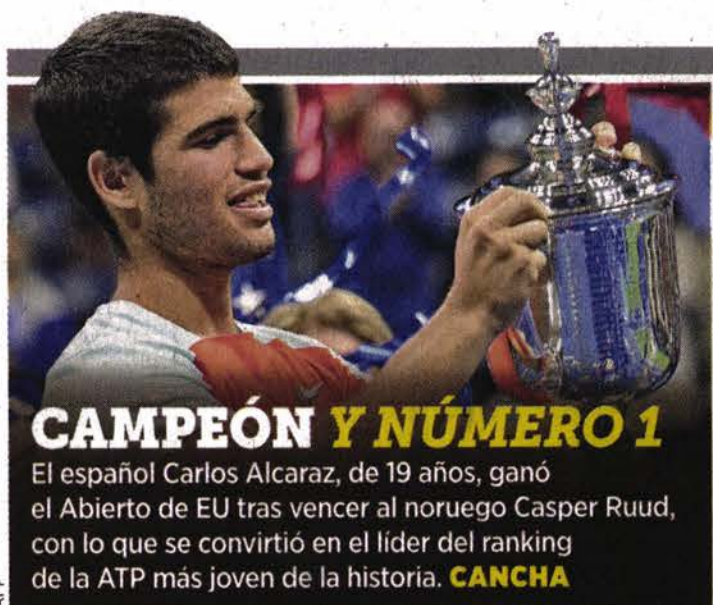 CAMPEÓN Y NÚMERO 1
El español Carlos Alcaraz, de 19 años, ganó
el Abierto de EU tras vencer al noruego Casper Ruud,
con lo que se convirtió en el líder del ranking
de la ATP más joven de la historia. CANCHA